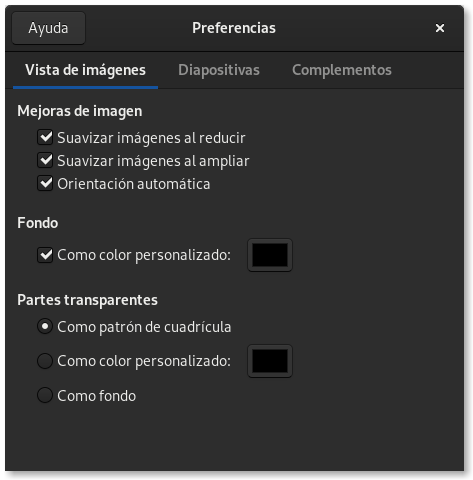 Ayuda
Preferencias
Vista de imágenes
Diapositivas
Complementos
Mejoras de imagen
Suavizar imágenes al reducir
Suavizar imágenes al ampliar
Orientación automática
Fondo
Como color personalizado:
Partes transparentes
Como patrón de cuadrícula
Como color personalizado:
Como fondo